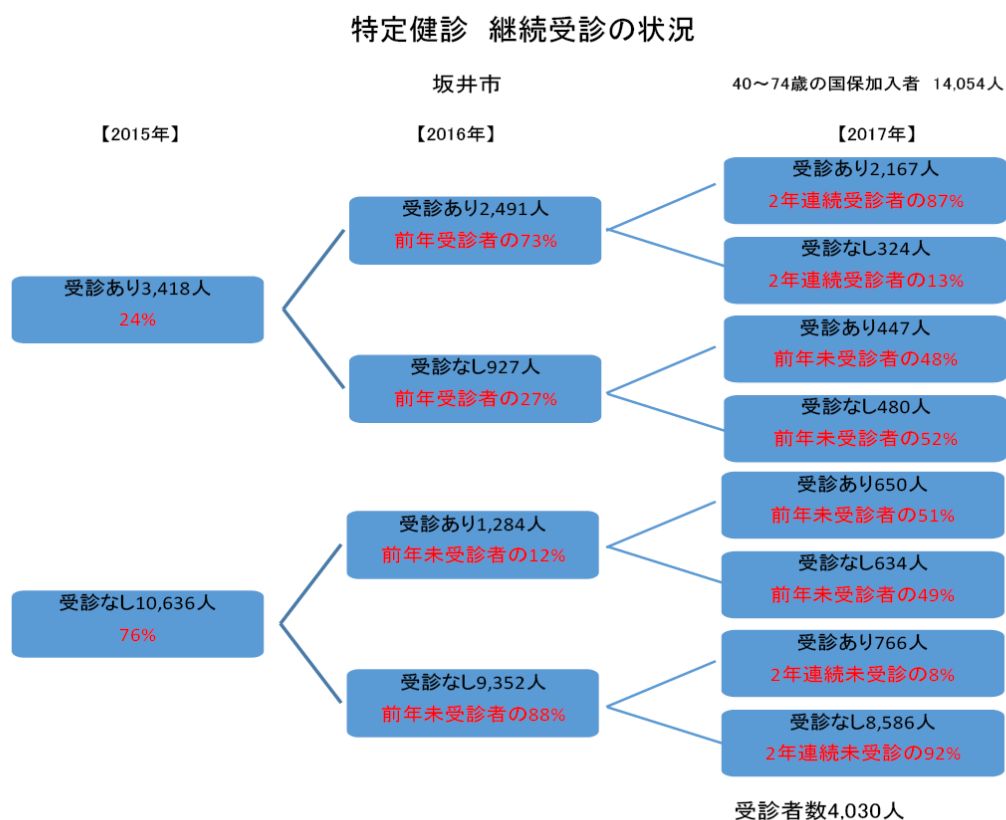 特定健診 継続受診の状況
坂井市
40～74歳の国保加入者 14,054人
【2015年】
【2016年】
【2017年】
受診あり3,418人
24%
受診なし10,636人
76%
受診あり2,491人
前年受診者の73%
受診なし927人
前年受診者の27%
受診あり1,284人
前年未受診者の12%
受診なし9,352人
前年未受診者の88%
受診あり2,167人
2年連続受診者の87%
受診なし324人
2年連続受診者の13%
受診あり447人
前年未受診者の48%
受診なし480人
前年未受診者の52%
受診あり650人
前年未受診者の51%
受診なし634人
前年未受診者の49%
受診あり766人
2年連続未受診の8%
受診なし8,586人
2年連続未受診の92%
受診者数4,030人